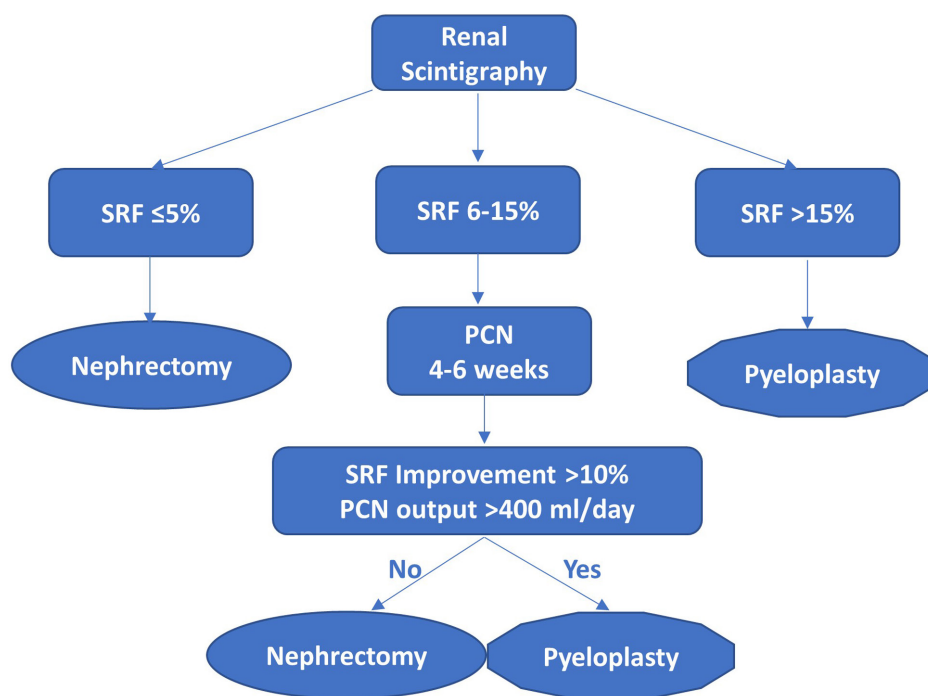 Renal
Scintigraphy
SRF ≤5%
SRF 6-15%
SRF >15%
Nephrectomy
PCN
4-6 weeks
Pyeloplasty
SRF Improvement >10%
PCN output >400 ml/day
No
Yes
Nephrectomy
Pyeloplasty